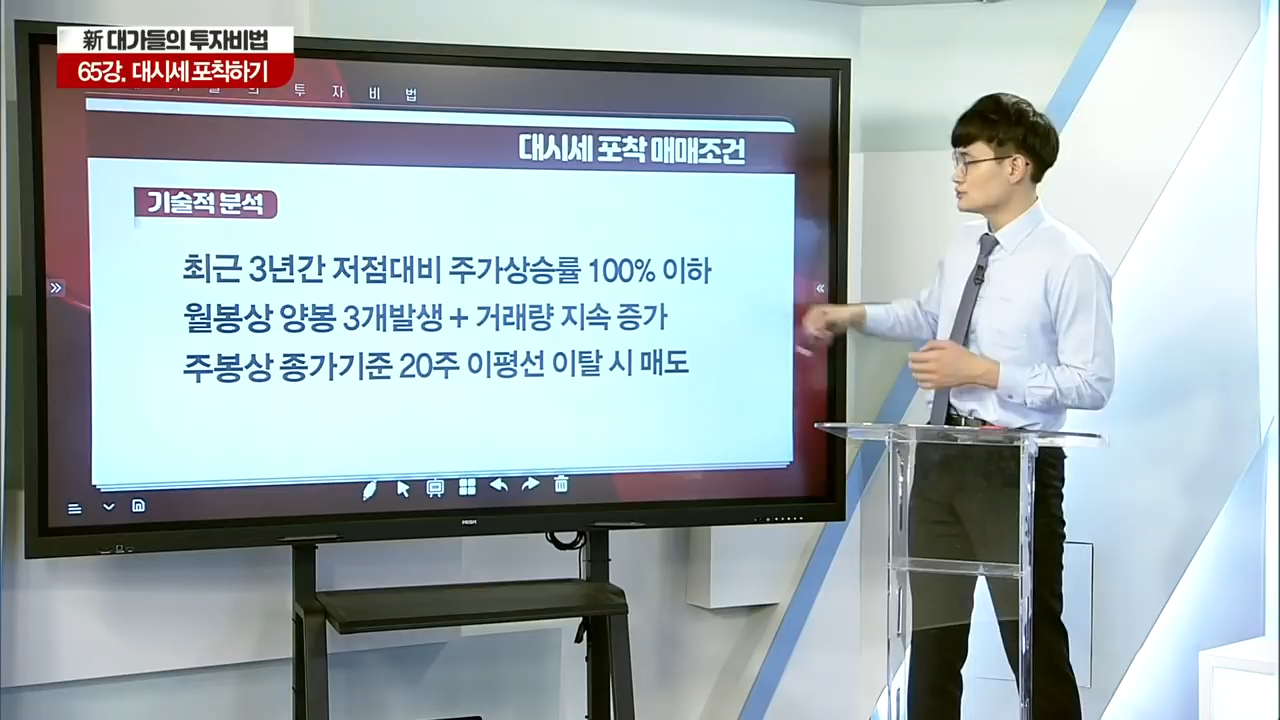 新 대가들의 투자비법
65강. 대시세 포착하기
의 투자비법
대시세 포착 매매조건
기술적 분석
최근 3년간 저점대비 주가상승률 100% 이하
월봉상 양봉 3개발생 + 거래량 지속 증가
주봉상 종가기준 20주 이평선 이탈 시 매도
PRISM